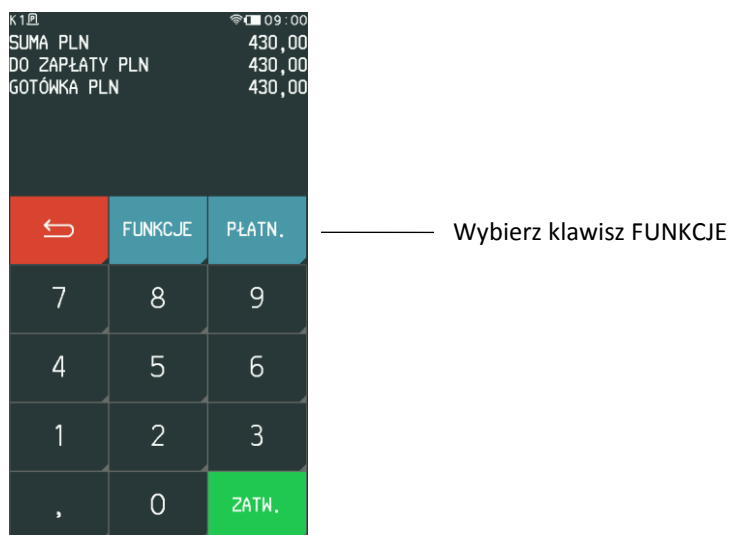 K1 P 09:00
SUMA PLN 430,00
DO ZAPŁATY PLN 430,00
GOTÓWKA PLN 430,00
FUNKCJE PŁATN.
Wybierz klawisz FUNKCJE
7 8 9
4 5 6
1 2 3
, 0 ZATW.